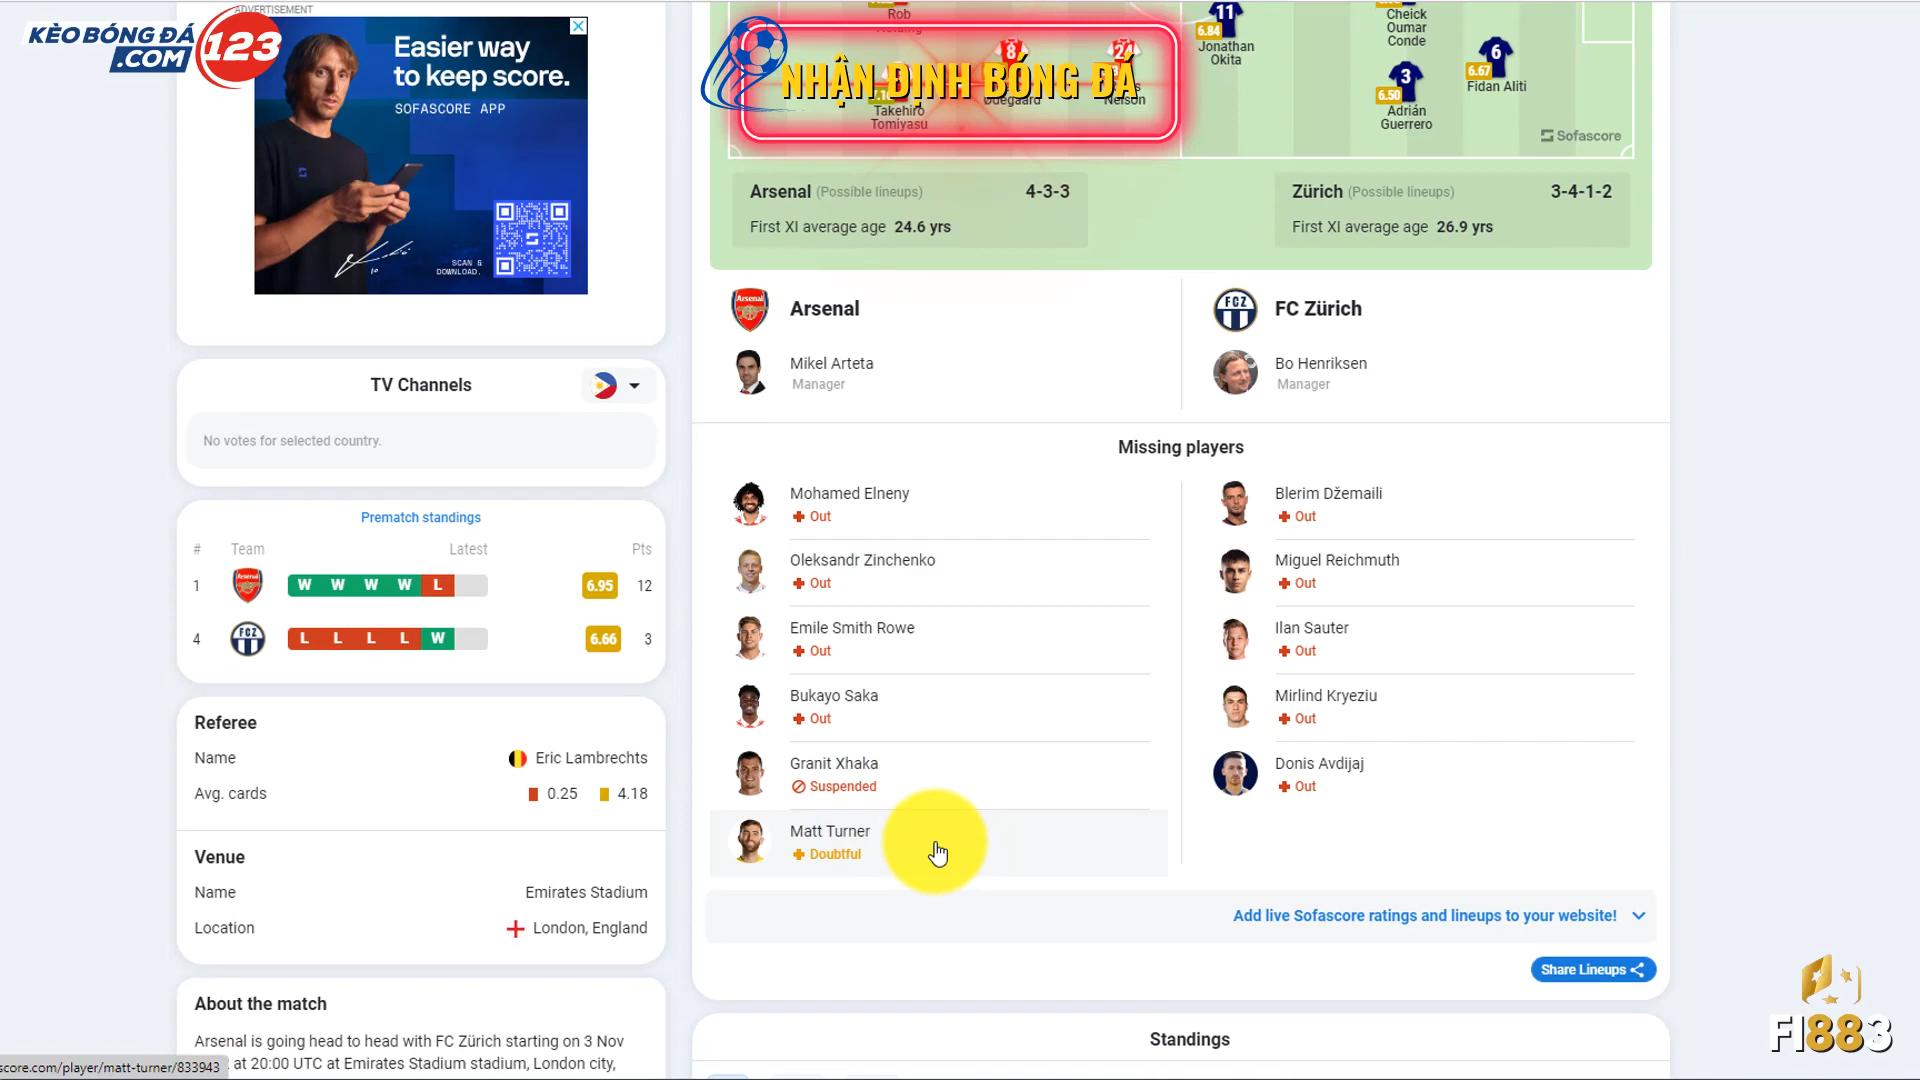 ADVERTISEMENT
KÈO BÓNG ĐÁ
.COM
123
Easier way
to keep score.
SOFASCORE APP
10
SCAN &
DOWNLOAD.
NHẬN ĐỊNH BÓNG ĐÁ
Rob
8
24
Takehiro
Tomiyasu
Nelson
11
6.84
Jonathan
Okita
Cheick
Oumar
Conde
6
6.67
Fidan Aliti
3
6.50
Adrián
Guerrero
Sofascore
Arsenal (Possible lineups) 4-3-3
First XI average age 24.6 yrs
Zürich (Possible lineups) 3-4-1-2
First XI average age 26.9 yrs
Arsenal
Arsenal
FCZ
FC Zürich
Mikel Arteta
Manager
Bo Henriksen
Manager
TV Channels
No votes for selected country.
Prematch standings
# Team Latest Pts
1 Arsenal W W W W L 6.95 12
4 FCZ L L L L W 6.66 3
Referee
Name Eric Lambrechts
Avg. cards 0.25 4.18
Venue
Name Emirates Stadium
Location London, England
About the match
Arsenal is going head to head with FC Zürich starting on 3 Nov
at 20:00 UTC at Emirates Stadium stadium, London city,
score.com/player/matt-turner/833943
Missing players
Mohamed Elneny
Out
Oleksandr Zinchenko
Out
Emile Smith Rowe
Out
Bukayo Saka
Out
Granit Xhaka
Suspended
Matt Turner
Doubtful
Blerim Džemaili
Out
Miguel Reichmuth
Out
Ilan Sauter
Out
Mirlind Kryeziu
Out
Donis Avdijaj
Out
Add live Sofascore ratings and lineups to your website!
Share Lineups
Standings
FI883